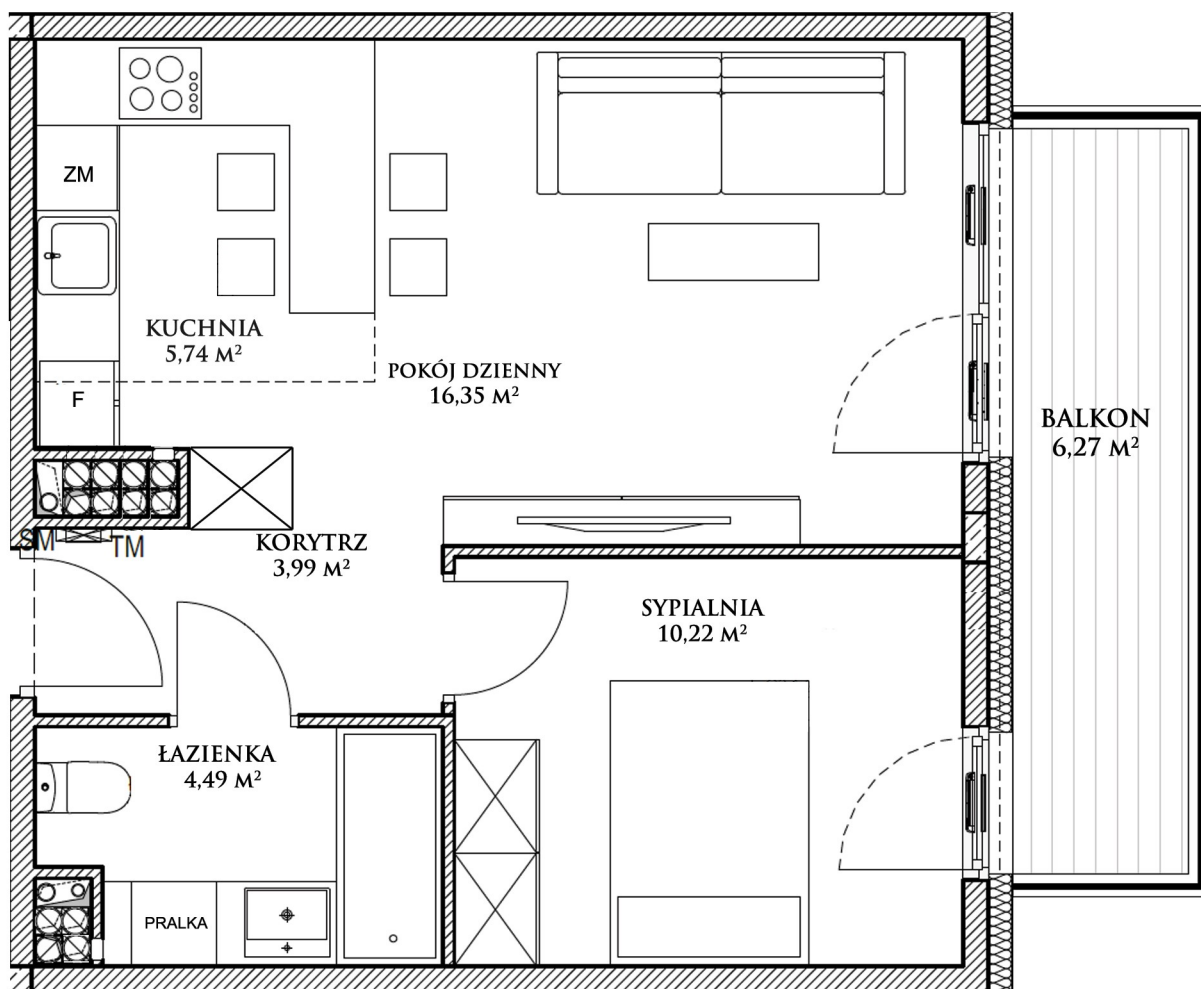 ZM
KUCHNIA
5,74 M²
F
POKÓJ DZIENNY
16,35 M²
BALKON
6,27 M²
SM
TM
KORYTRZ
3,99 M²
SYPIALNIA
10,22 M²
ŁAZIENKA
4,49 M²
PRALKA